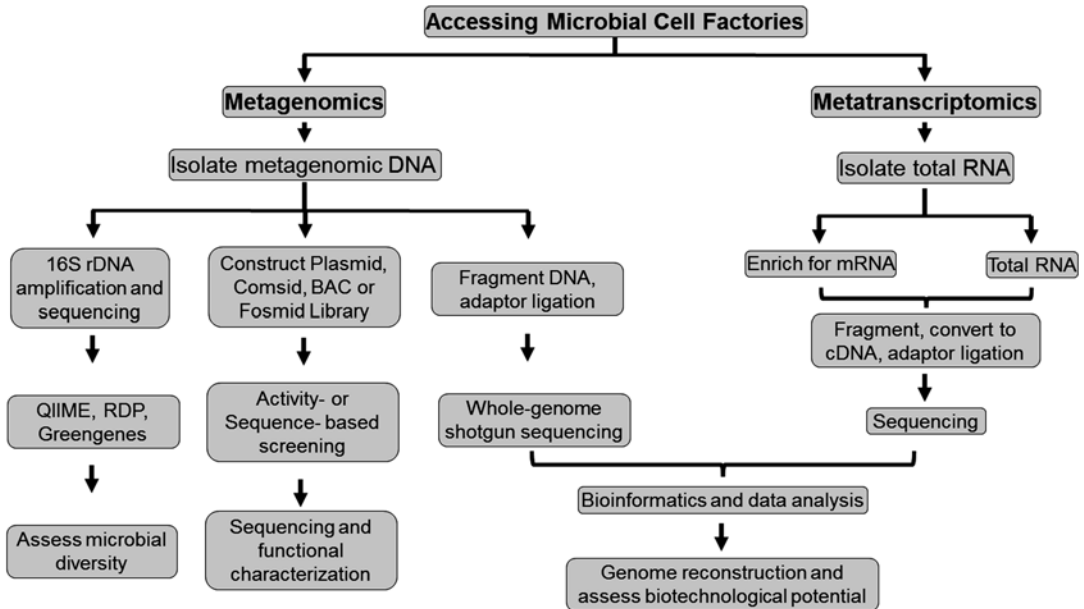 Accessing Microbial Cell Factories
Metagenomics
Metatranscriptomics
Isolate metagenomic DNA
Isolate total RNA
16S rDNA
amplification and
sequencing
Construct Plasmid,
Comsid, BAC or
Fosmid Library
Fragment DNA,
adaptor ligation
Enrich for mRNA
Total RNA
Fragment, convert to
cDNA, adaptor ligation
QIIME, RDP,
Greengenes
Activity- or
Sequence- based
screening
Whole-genome
shotgun sequencing
Sequencing
Bioinformatics and data analysis
Assess microbial
diversity
Sequencing and
functional
characterization
Genome reconstruction and
assess biotechnological potential